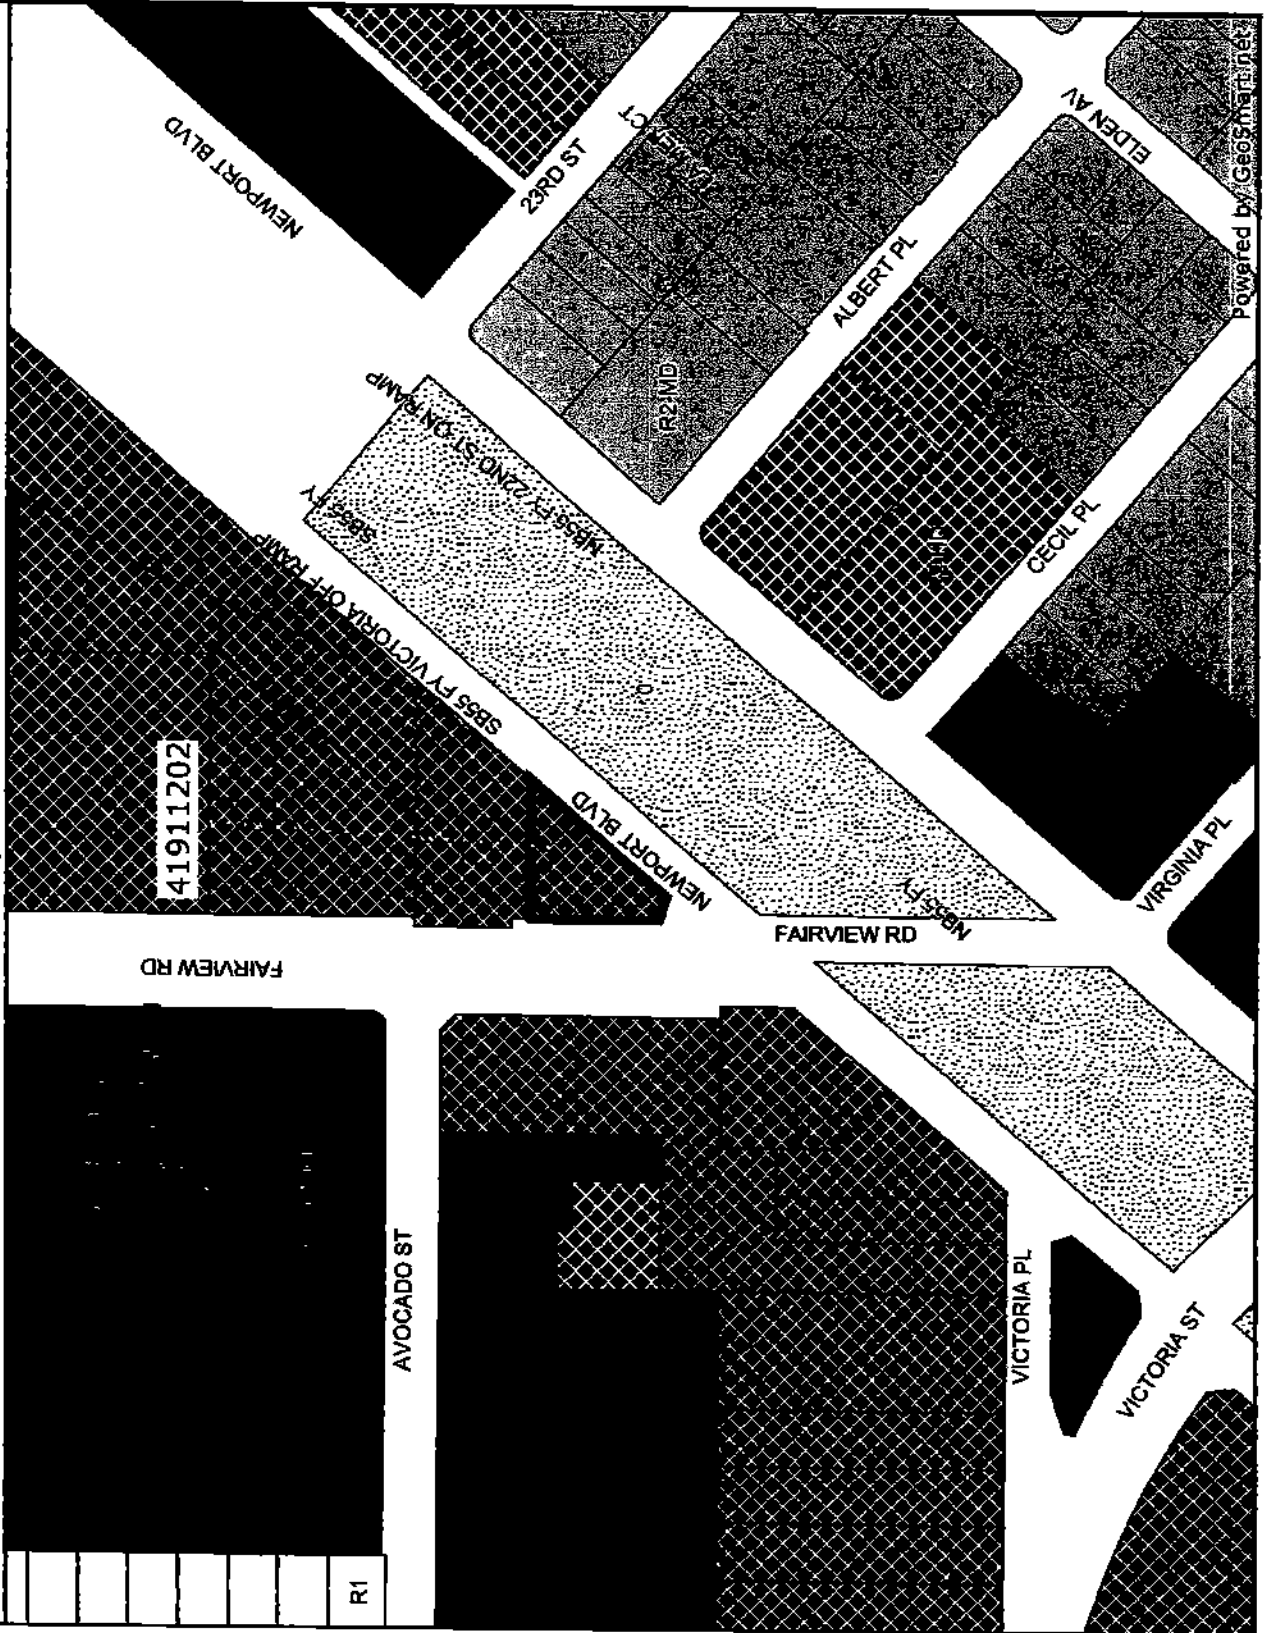 NEWPORT BLVD
23RD ST
ELDEN AV
Powered by GeoSmart.net
ALBERT PL
R2-MD
NB55 FY 22ND ST ON RAMP
SB55 FY
SB55 FY VICTORIA OFF RAMP
CECIL PL
41911202
NEWPORT BLVD
NB55 FY
VIRGINIA PL
FAIRVIEW RD
FAIRVIEW RD
AVOCADO ST
VICTORIA PL
VICTORIA ST
R1